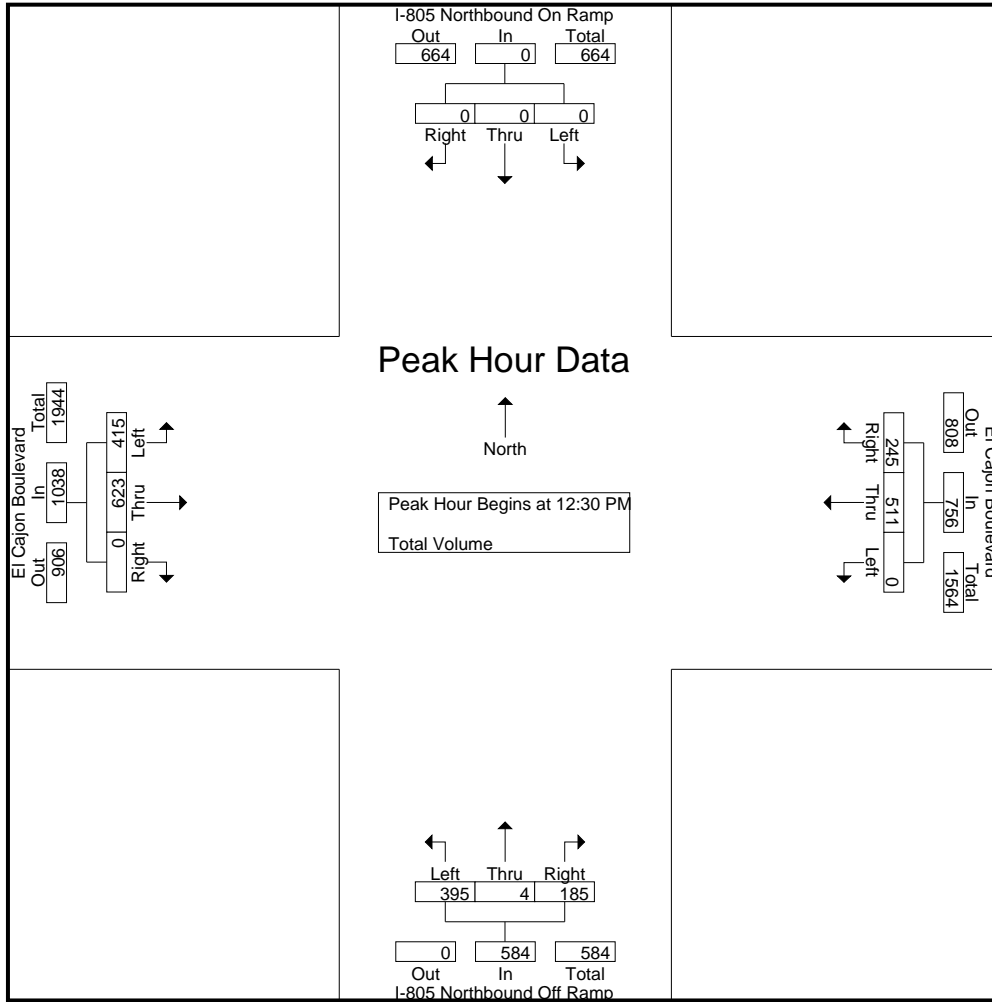 I-805 Northbound On Ramp
Out In Total
664 0 664
0 0 0
Right Thru Left
Peak Hour Data
North
Peak Hour Begins at 12:30 PM
Total Volume
El Cajon Boulevard
Out In Total
906 1038 1944
Left Thru Right
415 623 0
El Cajon Boulevard
Out In Total
808 756 1564
Right Thru Left
245 511 0
Left Thru Right
395 4 185
0 584 584
Out In Total
I-805 Northbound Off Ramp